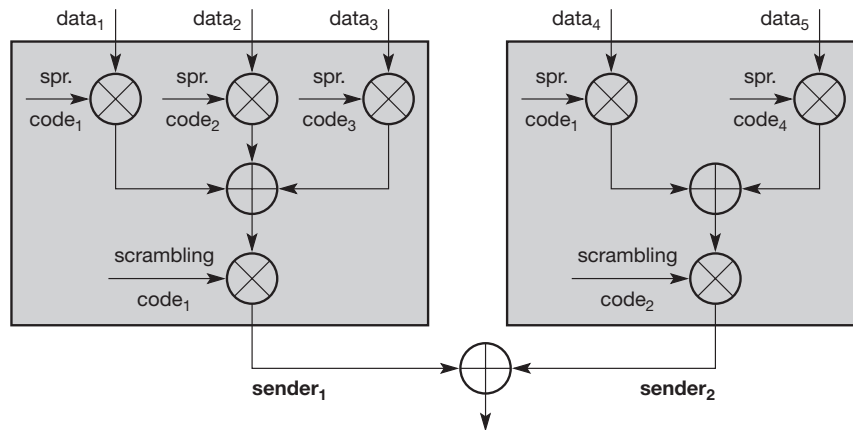 data₁ data₂ data₃ data₄ data₅
spr. spr. spr. spr. spr.
code₁ code₂ code₃ code₁ code₄
scrambling scrambling
code₁ code₂
sender₁ sender₂